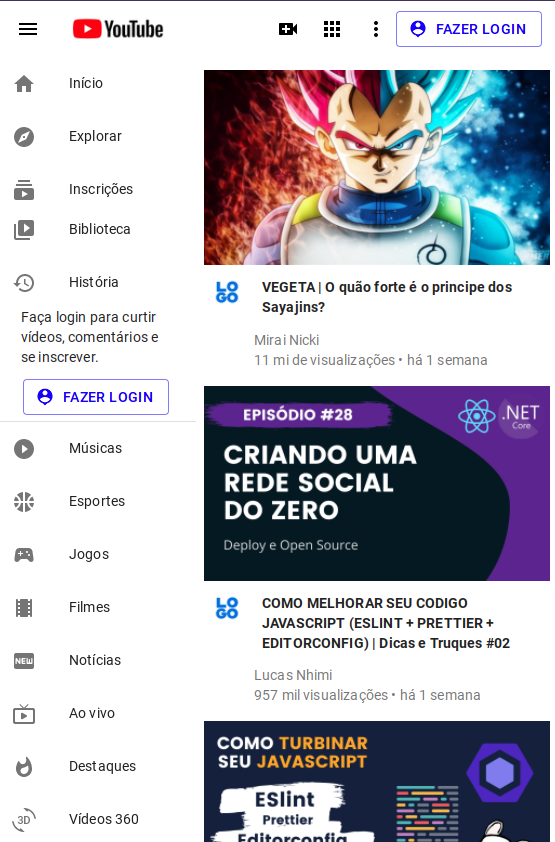 YouTube
FAZER LOGIN
Início
Explorar
Inscrições
Biblioteca
História
Faça login para curtir
vídeos, comentários e
se inscrever.
FAZER LOGIN
Músicas
Esportes
Jogos
Filmes
NEW
Notícias
Ao vivo
Destaques
3D
Vídeos 360
LO
GO
VEGETA | O quão forte é o principe dos
Sayajins?
Mirai Nicki
11 mi de visualizações • há 1 semana
EPISÓDIO #28
.NET
Core
CRIANDO UMA
REDE SOCIAL
DO ZERO
Deploy e Open Source
LO
GO
COMO MELHORAR SEU CODIGO
JAVASCRIPT (ESLINT + PRETTIER +
EDITORCONFIG) | Dicas e Truques #02
Lucas Nhimi
957 mil visualizações • há 1 semana
COMO TURBINAR
SEU JAVASCRIPT
ESlint
Prettier
Editorconfig